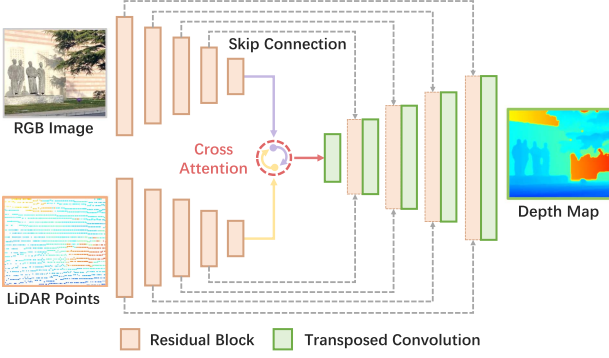 Skip Connection
RGB Image
Cross
Attention
Depth Map
LiDAR Points
Residual Block
Transposed Convolution